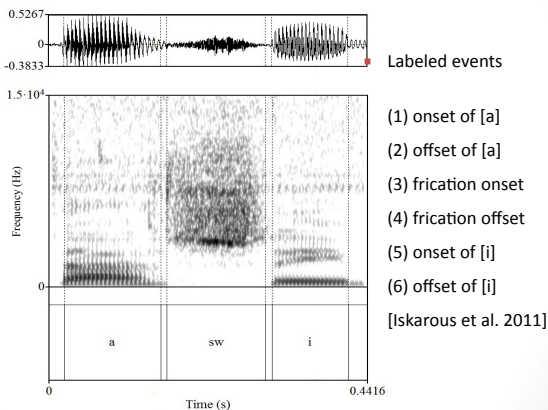 0.5267
0
-0.3833
Labeled events
1.5·10⁴
Frequency (Hz)
0
(1) onset of [a]
(2) offset of [a]
(3) frication onset
(4) frication offset
(5) onset of [i]
(6) offset of [i]
[Iskarous et al. 2011]
a sw i
0 0.4416
Time (s)